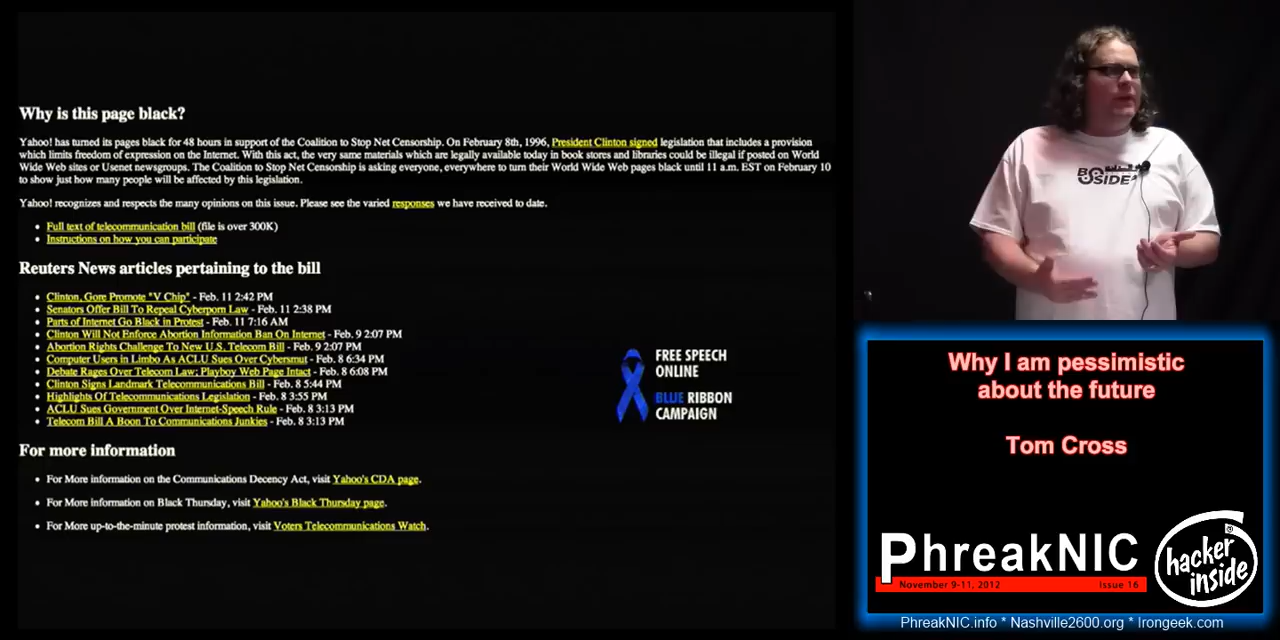 Why is this page black?
Yahoo! has turned its pages black for 48 hours in support of the Coalition to Stop Net Censorship. On February 8th, 1996, President Clinton signed legislation that includes a provision
which limits freedom of expression on the Internet. With this act, the very same materials which are legally available today in book stores and libraries could be illegal if posted on World
Wide Web sites or Usenet newsgroups. The Coalition to Stop Net Censorship is asking everyone, everywhere to turn their World Wide Web pages black until 11 a.m. EST on February 10
to show just how many people will be affected by this legislation.
Yahoo! recognizes and respects the many opinions on this issue. Please see the varied responses we have received to date.
• Full text of telecommunication bill (file is over 300K)
• Instructions on how you can participate
Reuters News articles pertaining to the bill
• Clinton, Gore Promote "V Chip" - Feb. 11 2:42 PM
• Senators Offer Bill To Repeal Cyberporn Law - Feb. 11 2:38 PM
• Parts of Internet Go Black in Protest - Feb. 11 7:16 AM
• Clinton Will Not Enforce Abortion Information Ban On Internet - Feb. 9 2:07 PM
• Abortion Rights Challenge To New U.S. Telecom Bill - Feb. 9 2:07 PM
• Computer Users in Limbo As ACLU Sues Over Cybersmut - Feb. 8 6:34 PM
• Debate Rages Over Telecom Law; Playboy Web Page Intact - Feb. 8 6:08 PM
• Clinton Signs Landmark Telecommunications Bill - Feb. 8 5:44 PM
• Highlights Of Telecommunications Legislation - Feb. 8 3:55 PM
• ACLU Sues Government Over Internet-Speech Rule - Feb. 8 3:13 PM
• Telecom Bill A Boon To Communications Junkies - Feb. 8 3:13 PM
FREE SPEECH
ONLINE
BLUE RIBBON
CAMPAIGN
For more information
• For More information on the Communications Decency Act, visit Yahoo's CDA page.
• For More information on Black Thursday, visit Yahoo's Black Thursday page.
• For More up-to-the-minute protest information, visit Voters Telecommunications Watch.
SIDES
Why I am pessimistic
about the future
Tom Cross
PhreakNIC
November 9-11, 2012 Issue 16
hacker
inside
PhreakNIC.info * Nashville2600.org * Irongeek.com